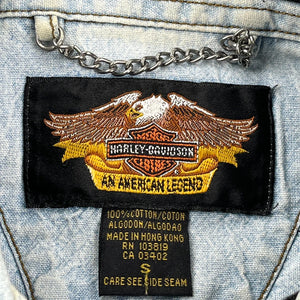 MOTOR
HARLEY-DAVIDSON
CLOTHES
AN AMERICAN LEGEND
100% COTTON/COTON
ALGODON/ALGODAO
MADE IN HONG KONG
RN 103819
CA 03402
S
CARE SEE SIDE SEAM